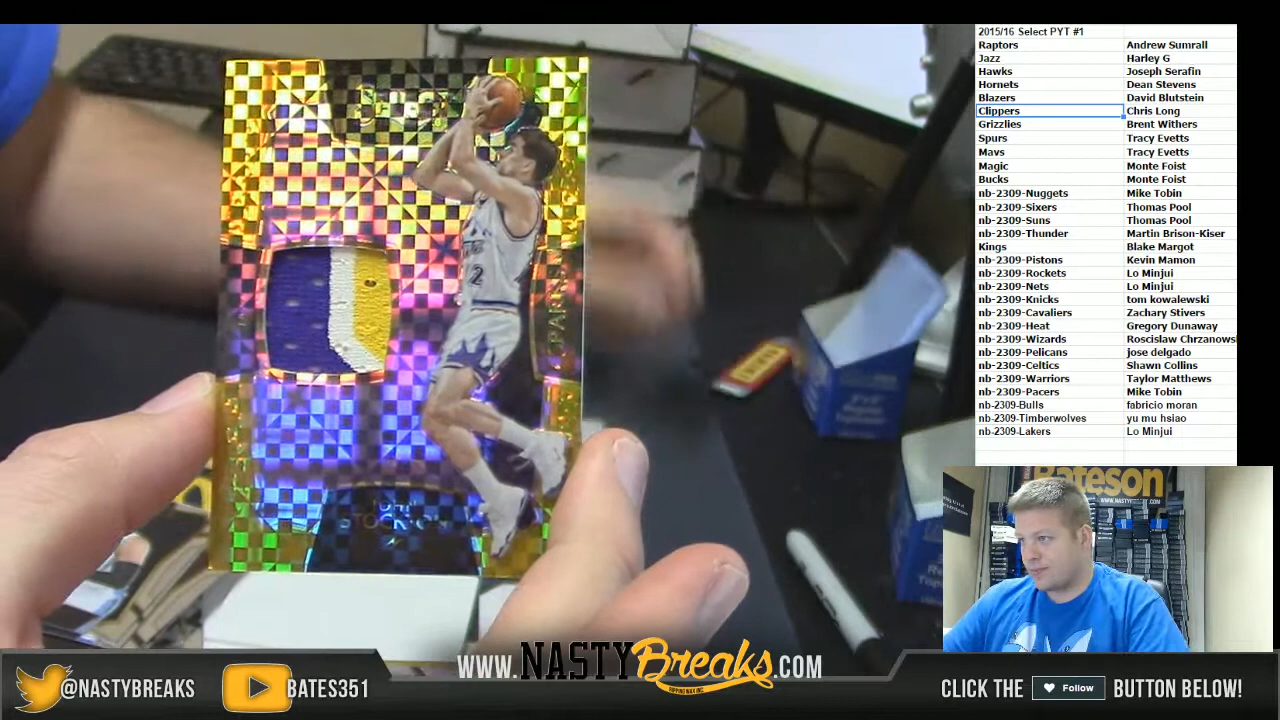 2015/16 Select PYT #1
Raptors Andrew Sumrall
Jazz Harley G
Hawks Joseph Serafin
Hornets Dean Stevens
Blazers David Blutstein
Clippers Chris Long
Grizzlies Brent Withers
Spurs Tracy Evetts
Mavs Tracy Evetts
Magic Monte Foist
Bucks Monte Foist
nb-2309-Nuggets Mike Tobin
nb-2309-Sixers Thomas Pool
nb-2309-Suns Thomas Pool
nb-2309-Thunder Martin Brison-Kiser
Kings Blake Margot
nb-2309-Pistons Kevin Mamon
nb-2309-Rockets Lo Minjui
nb-2309-Nets Lo Minjui
nb-2309-Knicks tom kowalewski
nb-2309-Cavaliers Zachary Stivers
nb-2309-Heat Gregory Dunaway
nb-2309-Wizards Roscislaw Chrzanows
nb-2309-Pelicans jose delgado
nb-2309-Celtics Shawn Collins
nb-2309-Warriors Taylor Matthews
nb-2309-Pacers Mike Tobin
nb-2309-Bulls fabricio moran
nb-2309-Timberwolves yu mu hsiao
nb-2309-Lakers Lo Minjui
Bateson
JOHN
STOCKTON
@NASTYBREAKS
BATES351
WWW.NASTYBreaks.COM
CLICK THE Follow BUTTON BELOW!